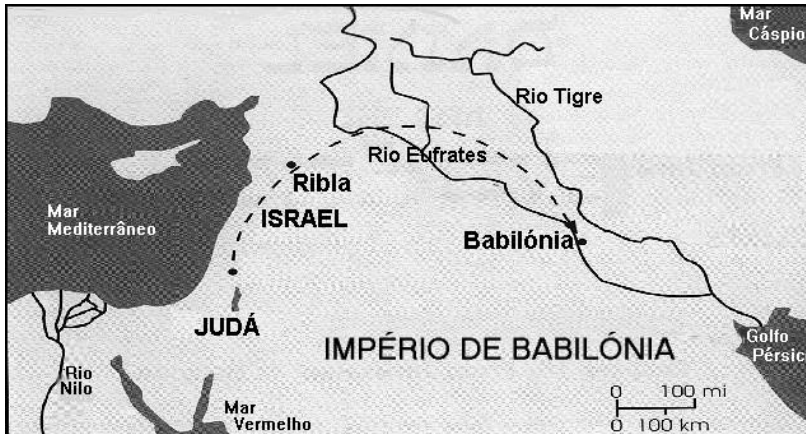 Mar
Cáspio
Rio Tigre
Rio Eufrates
Ribla
Mar
Mediterrâneo
ISRAEL
Babilónia
JUDÁ
IMPÉRIO DE BABILÓNIA
Golfo
Pérsic
Rio
Nilo
Mar
Vermelho
0 100 mi
0 100 km